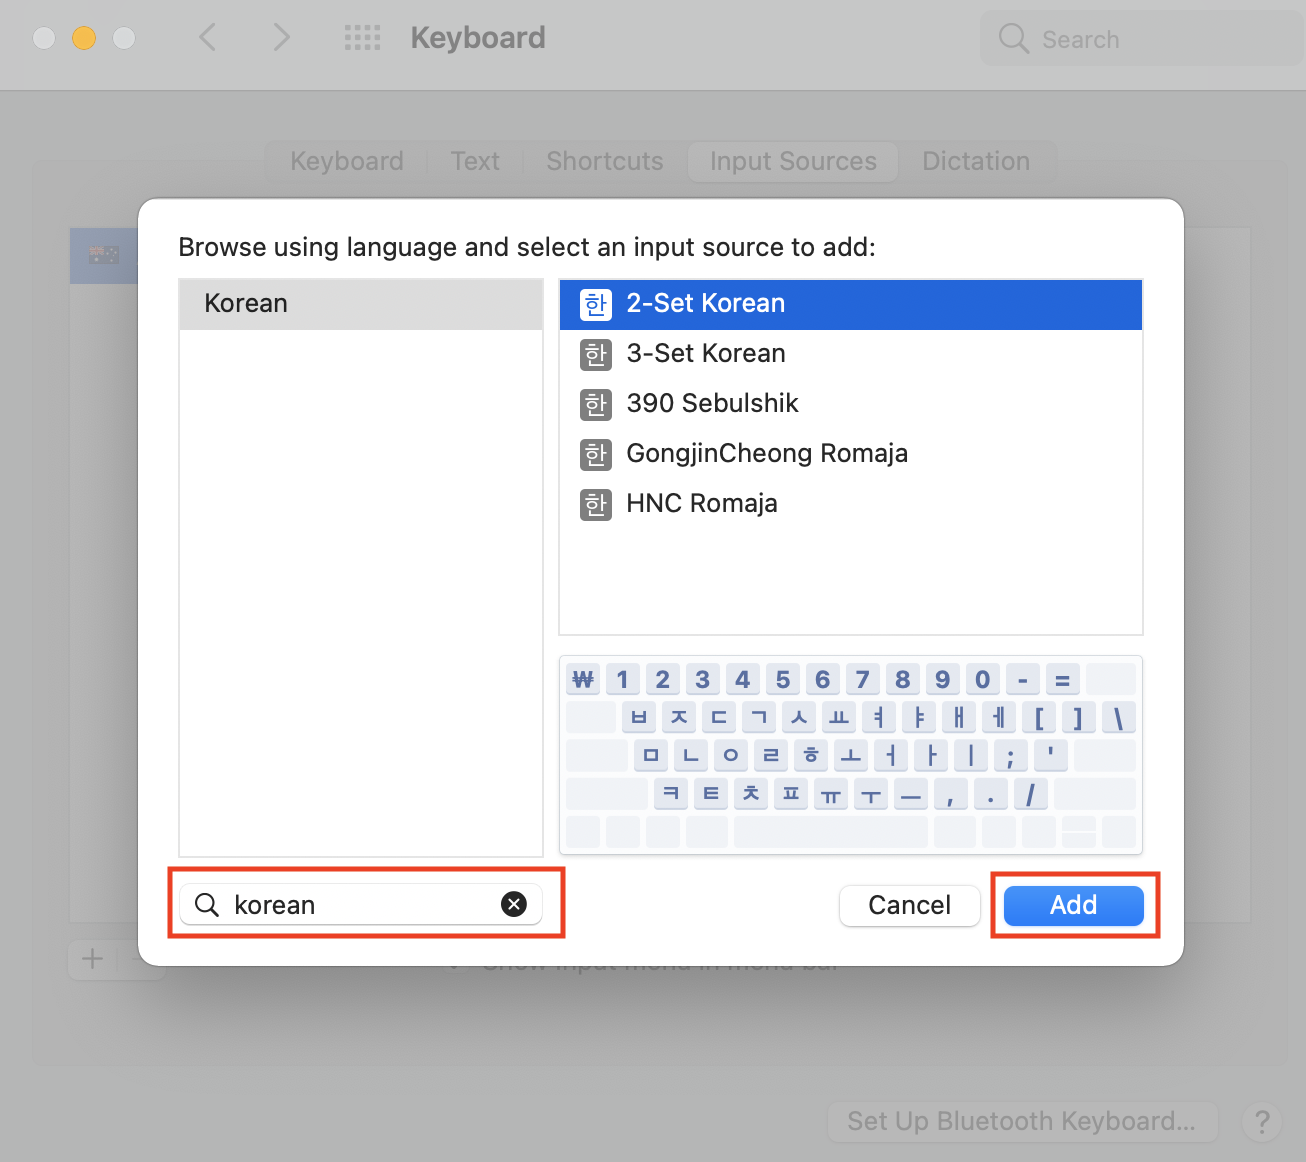 Keyboard
Search
Keyboard Text Shortcuts Input Sources Dictation
Browse using language and select an input source to add:
Korean
한 2-Set Korean
한 3-Set Korean
한 390 Sebulshik
한 GongjinCheong Romaja
한 HNC Romaja
₩ 1 2 3 4 5 6 7 8 9 0 - =
ㅂ ㅈ ㄷ ㄱ ㅅ ㅛ ㅕ ㅑ ㅐ ㅔ [ ] \
ㅁ ㄴ ㅇ ㄹ ㅎ ㅗ ㅓ ㅏ ㅣ ; '
ㅋ ㅌ ㅊ ㅍ ㅠ ㅜ ㅡ , . /
korean
Cancel
Add
Show input menu in menu bar
Set Up Bluetooth Keyboard... ?